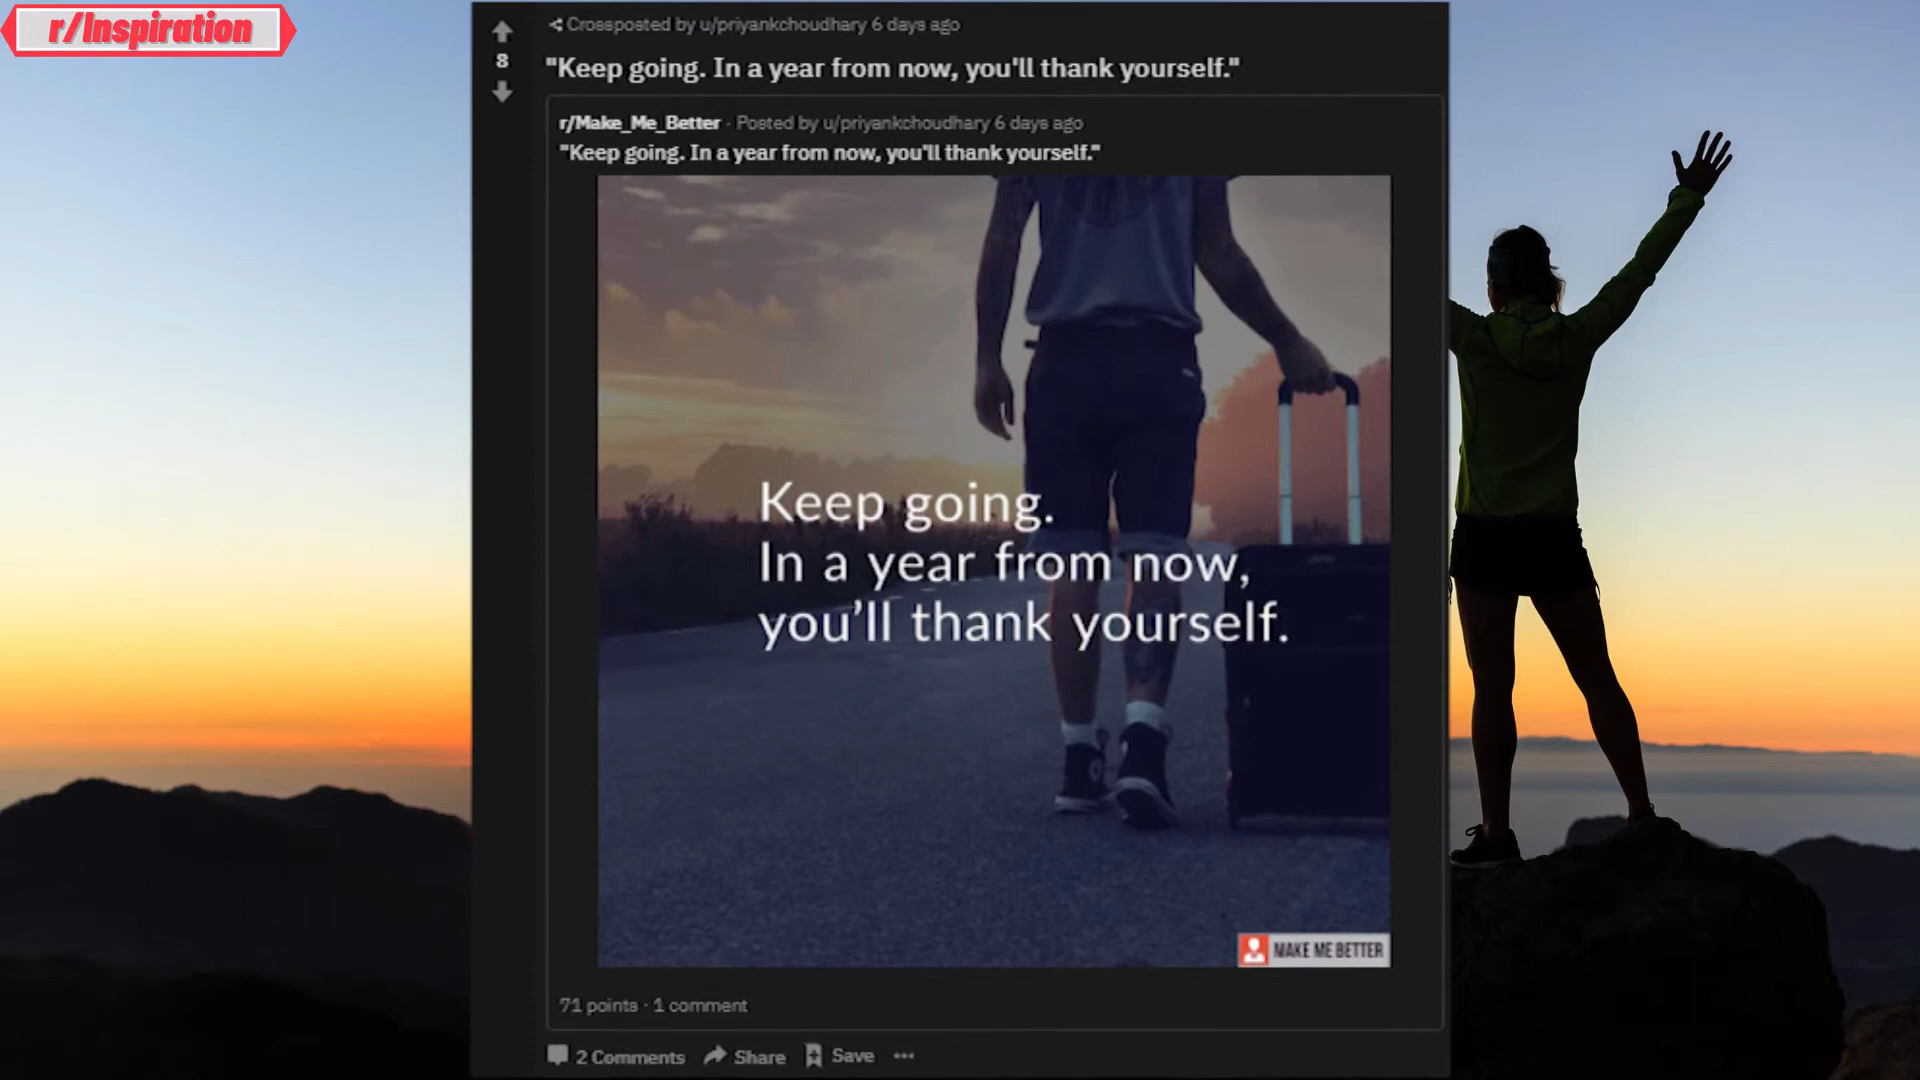 r/Inspiration
Crossposted by u/priyankchoudhary 6 days ago
8
"Keep going. In a year from now, you'll thank yourself."
r/Make_Me_Better · Posted by u/priyankchoudhary 6 days ago
"Keep going. In a year from now, you'll thank yourself."
Keep going.
In a year from now,
you'll thank yourself.
MAKE ME BETTER
71 points · 1 comment
2 Comments Share Save ···